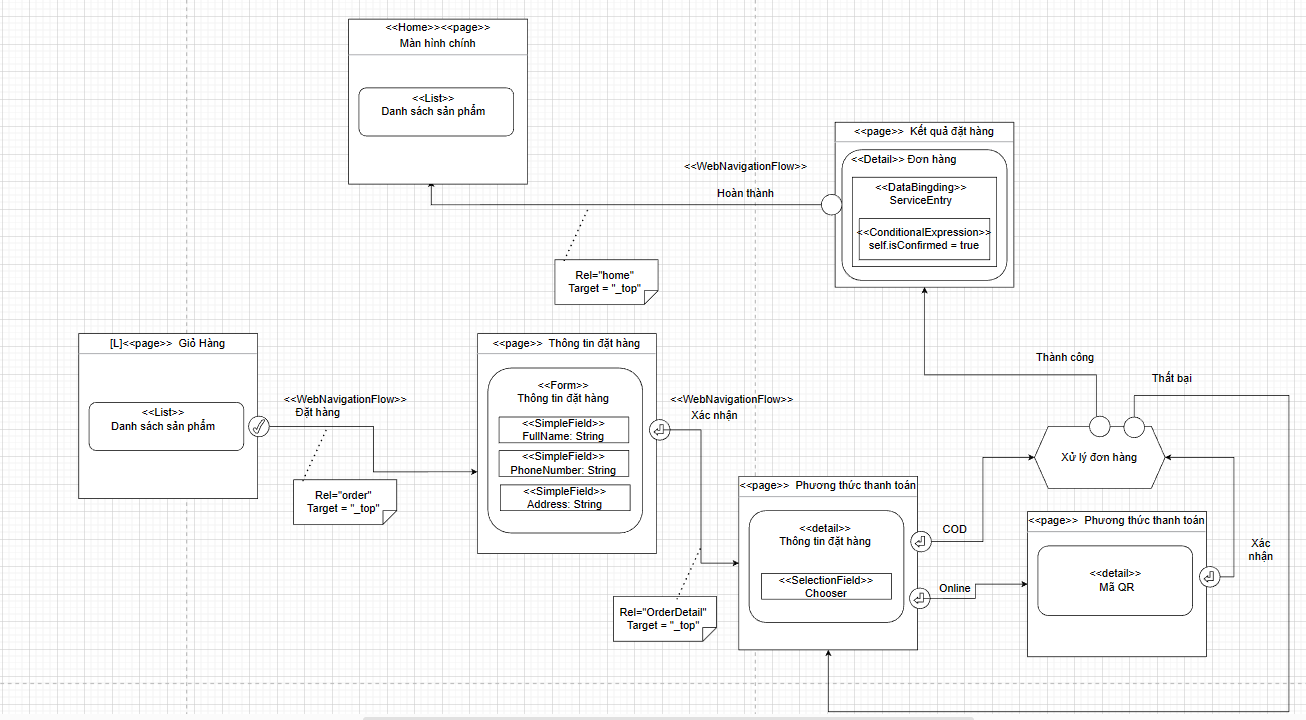 <<Home>><<page>>
Màn hình chính
<<List>>
Danh sách sản phẩm
<<page>> Kết quả đặt hàng
<<Detail>> Đơn hàng
<<DataBingding>>
ServiceEntry
<<ConditionalExpression>>
self.isConfirmed = true
<<WebNavigationFlow>>
Hoàn thành
Rel="home"
Target = "_top"
[L]<<page>> Giỏ Hàng
<<List>>
Danh sách sản phẩm
<<WebNavigationFlow>>
Đặt hàng
Rel="order"
Target = "_top"
<<page>> Thông tin đặt hàng
<<Form>>
Thông tin đặt hàng
<<SimpleField>>
FullName: String
<<SimpleField>>
PhoneNumber: String
<<SimpleField>>
Address: String
<<WebNavigationFlow>>
Xác nhận
Rel="OrderDetail"
Target = "_top"
<<page>> Phương thức thanh toán
<<detail>>
Thông tin đặt hàng
<<SelectionField>>
Chooser
COD
Online
Thành công
Thất bại
Xử lý đơn hàng
<<page>> Phương thức thanh toán
<<detail>>
Mã QR
Xác
nhận